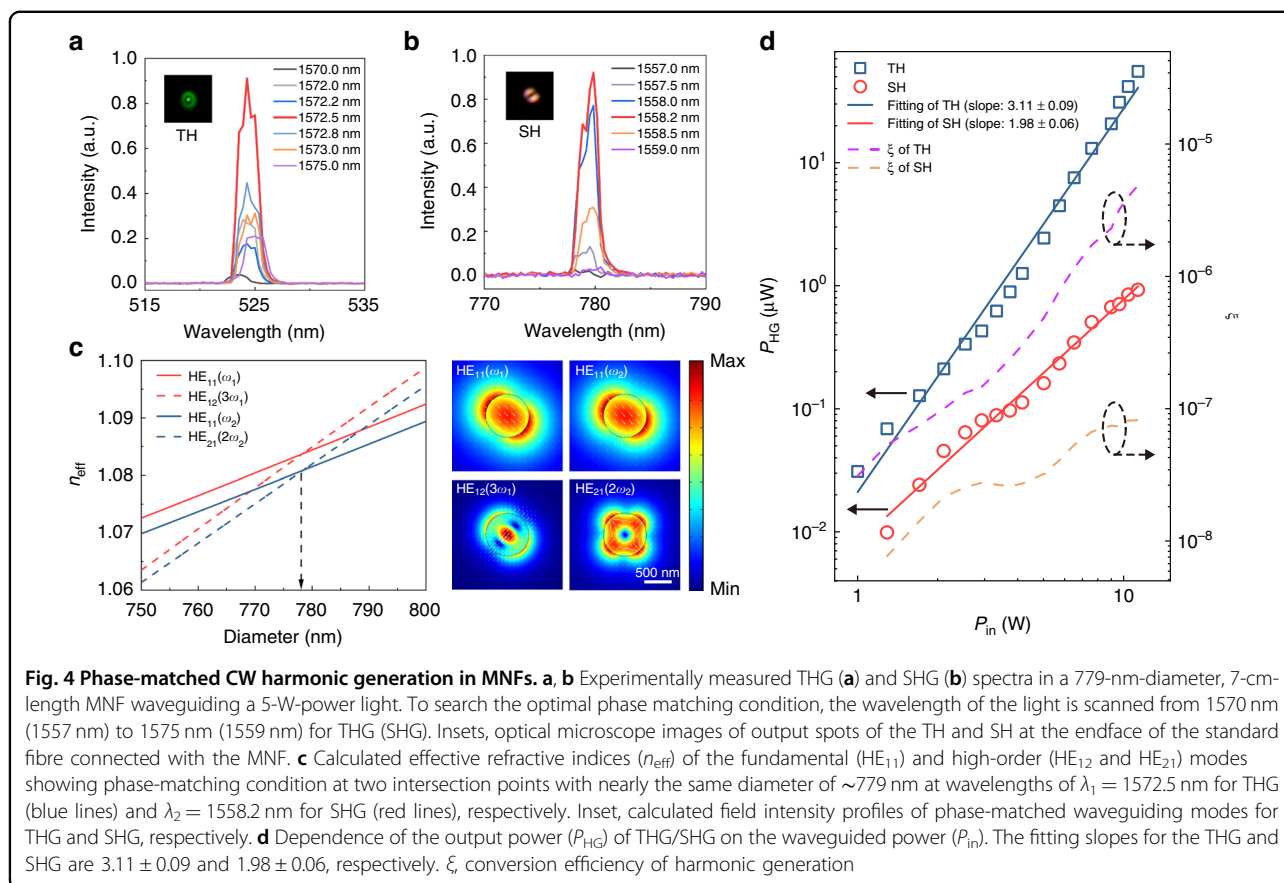 a
1.0
0.8
0.6
0.4
0.2
0.0
Intensity (a.u.)
TH
1570.0 nm
1572.0 nm
1572.2 nm
1572.5 nm
1572.8 nm
1573.0 nm
1575.0 nm
515
525
535
Wavelength (nm)
b
1.0
0.8
0.6
0.4
0.2
0.0
Intensity (a.u.)
SH
1557.0 nm
1557.5 nm
1558.0 nm
1558.2 nm
1558.5 nm
1559.0 nm
770
780
790
Wavelength (nm)
c
1.10
1.09
1.08
1.07
1.06
n_eff
HE₁₁(ω₁)
HE₁₂(3ω₁)
HE₁₁(ω₂)
HE₂₁(2ω₂)
750
760
770
780
790
800
Diameter (nm)
HE₁₁(ω₁)
HE₁₁(ω₂)
HE₁₂(3ω₁)
HE₂₁(2ω₂)
500 nm
Max
Min
d
TH
SH
Fitting of TH (slope: 3.11 ± 0.09)
Fitting of SH (slope: 1.98 ± 0.06)
ξ of TH
ξ of SH
10¹
10⁰
10⁻¹
10⁻²
P_HG (μW)
10⁻⁵
10⁻⁶
10⁻⁷
10⁻⁸
ξ
1
10
P_in (W)
Fig. 4 Phase-matched CW harmonic generation in MNFs. a, b Experimentally measured THG (a) and SHG (b) spectra in a 779-nm-diameter, 7-cm-
length MNF waveguiding a 5-W-power light. To search the optimal phase matching condition, the wavelength of the light is scanned from 1570 nm
(1557 nm) to 1575 nm (1559 nm) for THG (SHG). Insets, optical microscope images of output spots of the TH and SH at the endface of the standard
fibre connected with the MNF. c Calculated effective refractive indices (n_eff) of the fundamental (HE₁₁) and high-order (HE₁₂ and HE₂₁) modes
showing phase-matching condition at two intersection points with nearly the same diameter of ~779 nm at wavelengths of λ₁ = 1572.5 nm for THG
(blue lines) and λ₂ = 1558.2 nm for SHG (red lines), respectively. Inset, calculated field intensity profiles of phase-matched waveguiding modes for
THG and SHG, respectively. d Dependence of the output power (P_HG) of THG/SHG on the waveguided power (P_in). The fitting slopes for the THG and
SHG are 3.11 ± 0.09 and 1.98 ± 0.06, respectively. ξ, conversion efficiency of harmonic generation